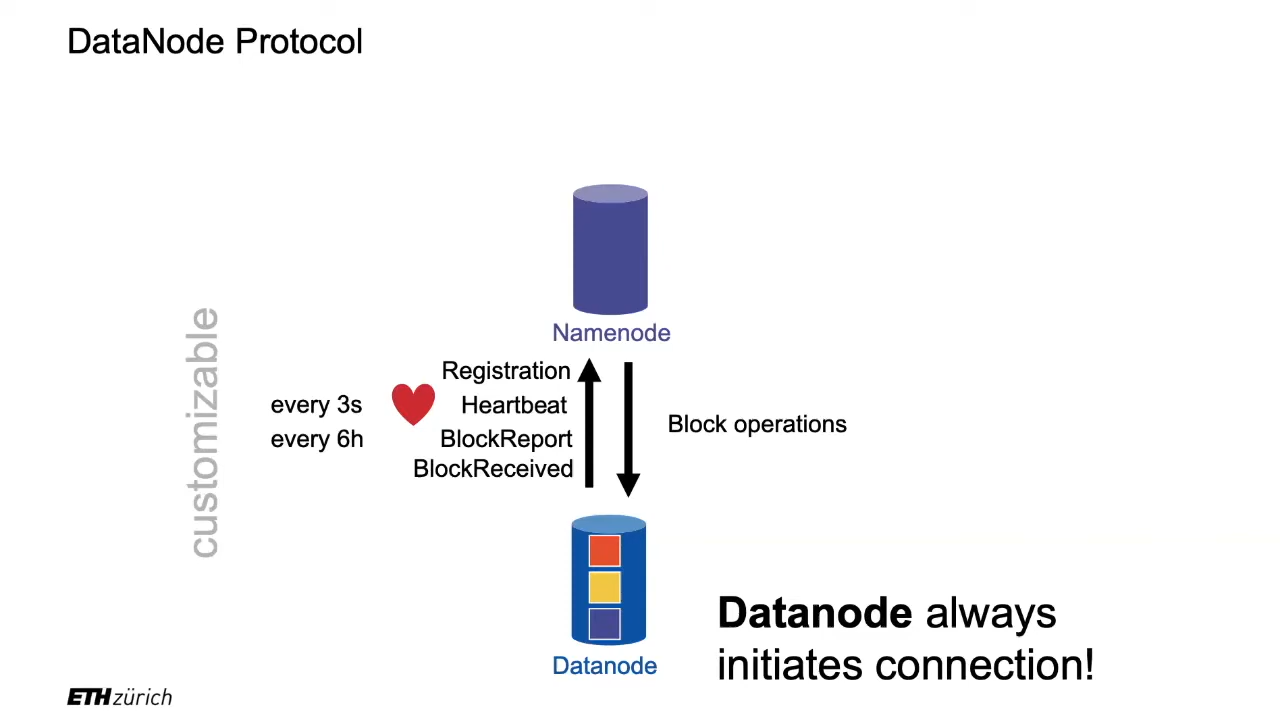 DataNode Protocol
Namenode
customizable
Registration
every 3s Heartbeat
every 6h BlockReport
BlockReceived
Block operations
Datanode
Datanode always
initiates connection!
ETH zürich